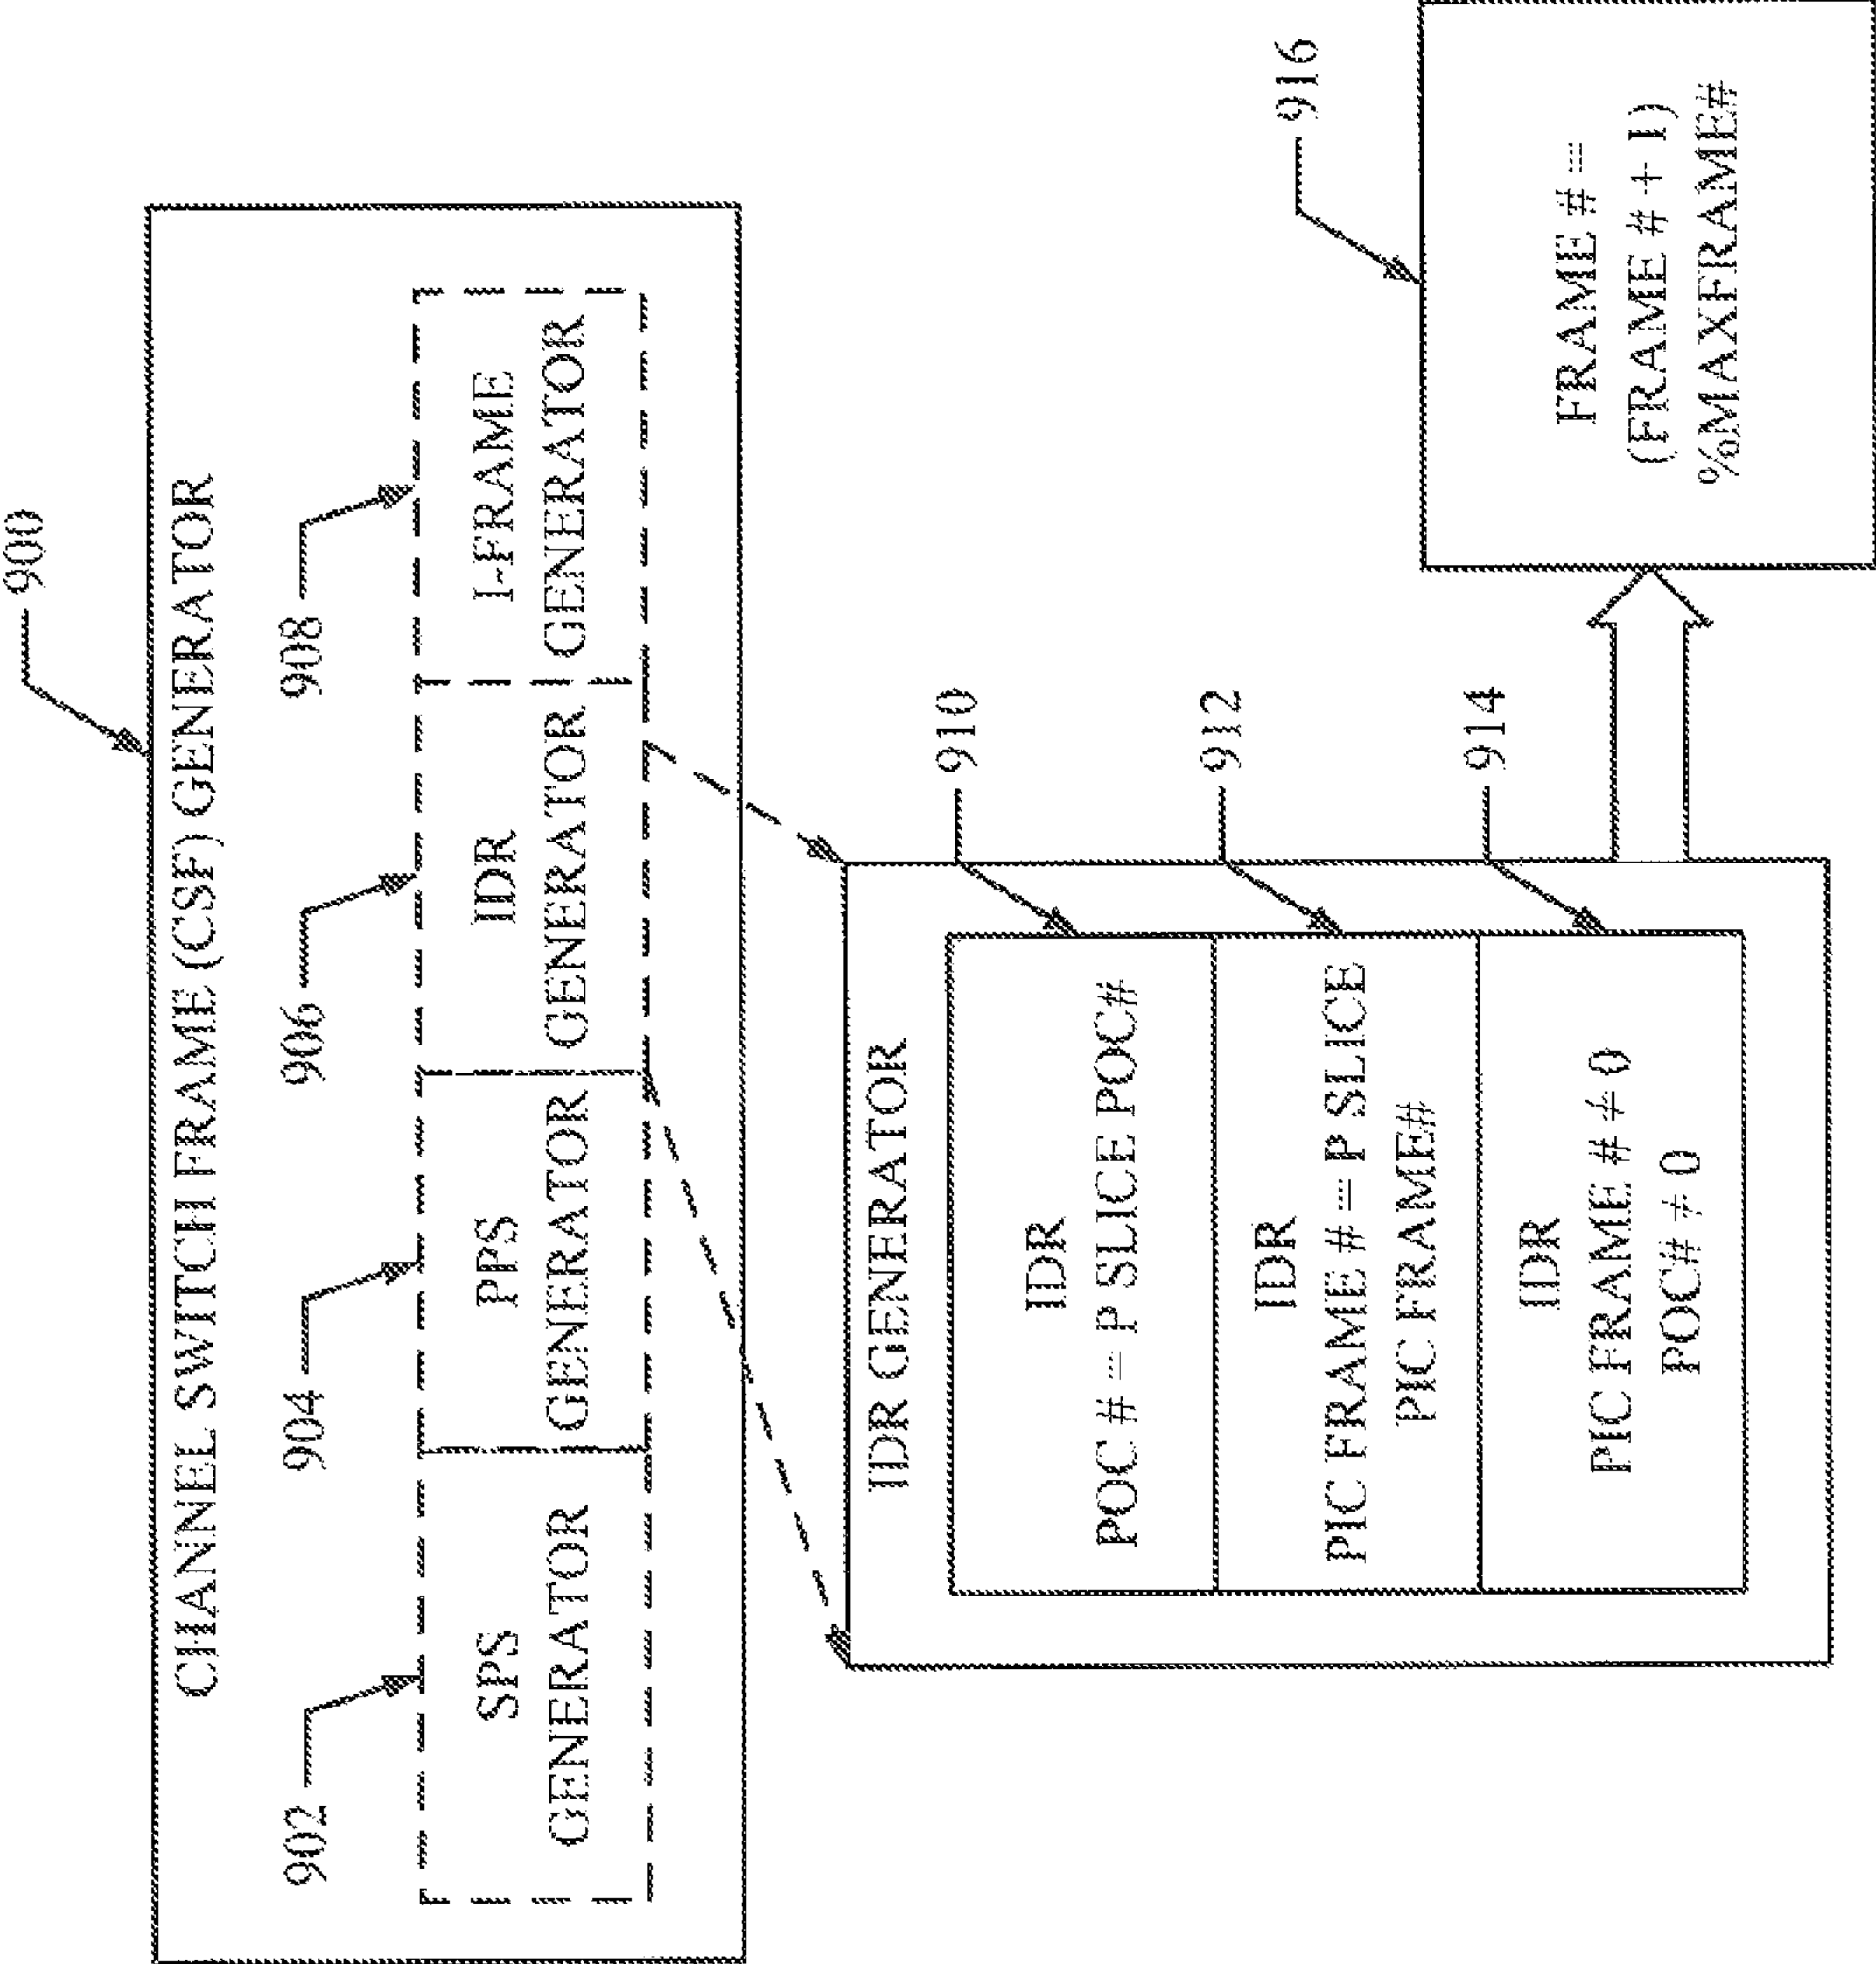 900
CHANNEL SWITCH FRAME (CSF) GENERATOR
902
904
906
908
SPS
GENERATOR
PPS
GENERATOR
IDR
GENERATOR
I-FRAME
GENERATOR
IDR GENERATOR
910
IDR
POC # = P SLICE POC#
912
IDR
PIC FRAME # = P SLICE
PIC FRAME#
914
IDR
PIC FRAME # ≠ 0
POC# ≠ 0
916
FRAME # =
(FRAME # + 1)
%MAXFRAME#